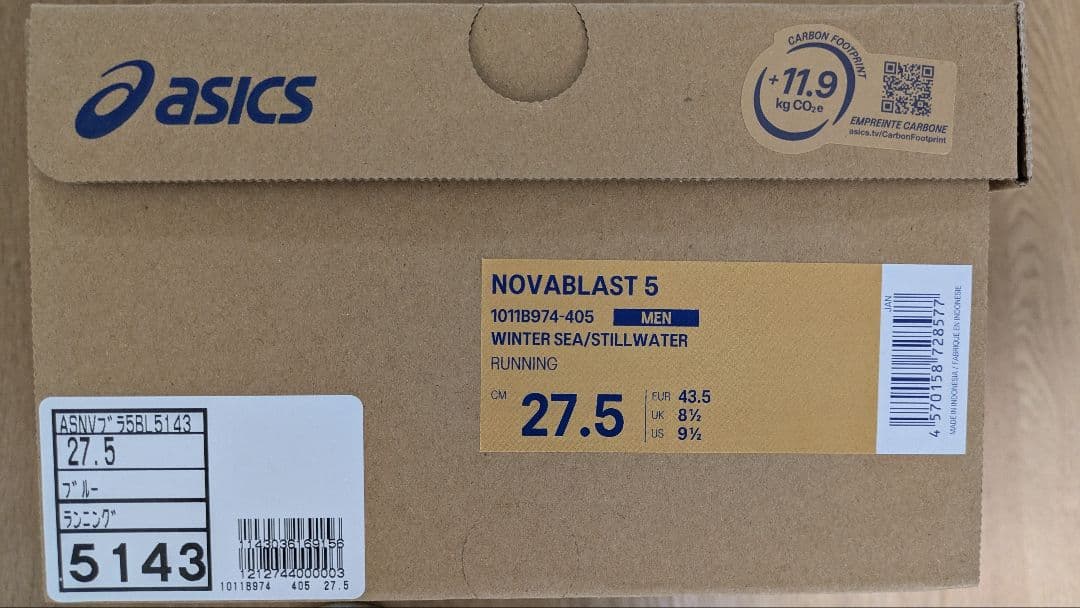 asics
CARBON FOOTPRINT
+11.9
kg CO₂e
EMPREINTE CARBONE
asics.tv/CarbonFootprint
NOVABLAST 5
1011B974-405 MEN
WINTER SEA/STILLWATER
RUNNING
CM 27.5
EUR 43.5
UK 8½
US 9½
JAN
4 570158 728577
MADE IN INDONESIA / FABRIQUÉ EN INDONESIE
ASNVブラ5BL5143
27.5
ブルー
ランニング
5143
1143036169156
1212744000003
1011B974 405 27.5